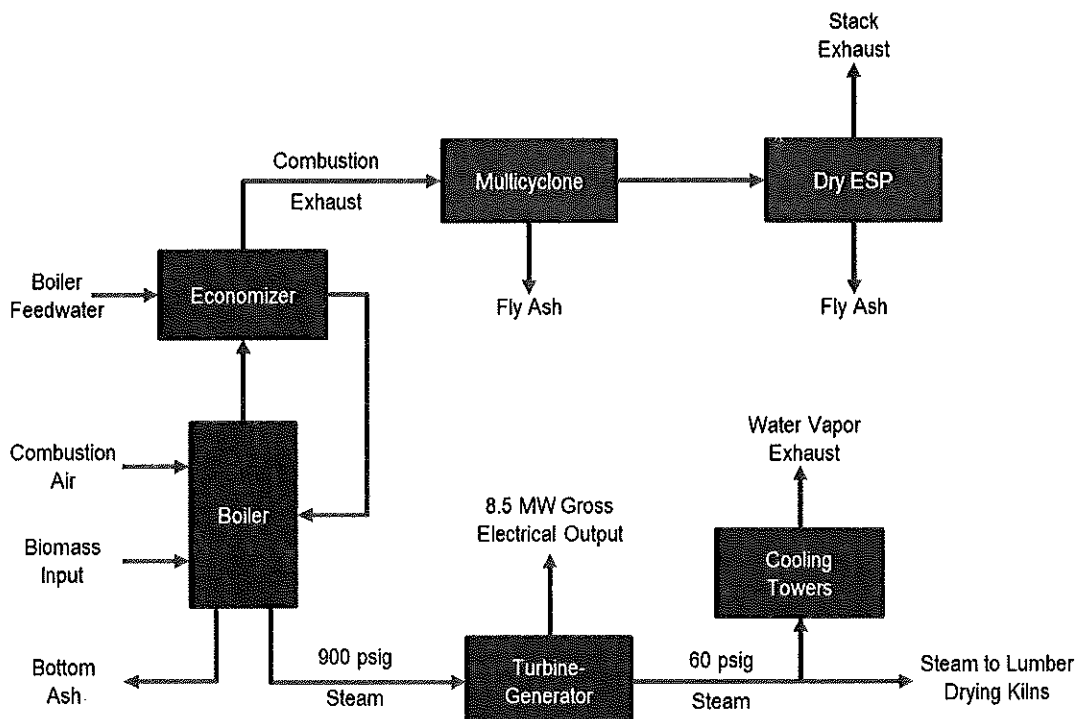 Stack
Exhaust
Combustion
Exhaust
Multicyclone
Dry ESP
Boiler
Feedwater
Economizer
Fly Ash
Fly Ash
Combustion
Air
Boiler
Biomass
Input
Bottom
Ash
900 psig
Steam
8.5 MW Gross
Electrical Output
Turbine-
Generator
60 psig
Steam
Water Vapor
Exhaust
Cooling
Towers
Steam to Lumber
Drying Kilns